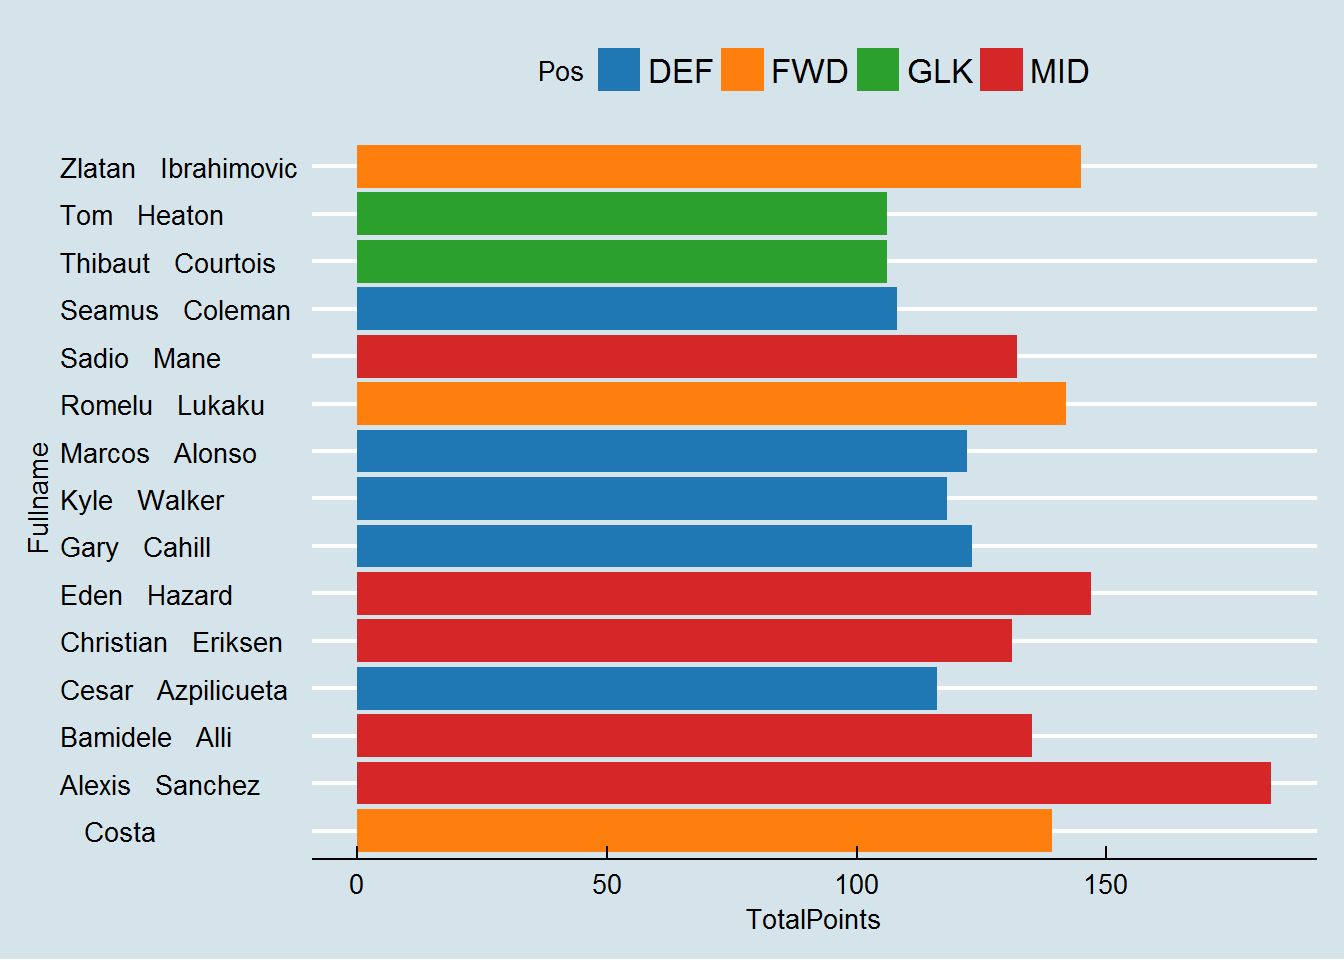 Pos DEF FWD GLK MID
Zlatan Ibrahimovic
Tom Heaton
Thibaut Courtois
Seamus Coleman
Sadio Mane
Romelu Lukaku
Marcos Alonso
Kyle Walker
Gary Cahill
Eden Hazard
Christian Eriksen
Cesar Azpilicueta
Bamidele Alli
Alexis Sanchez
Costa
Fullname
0 50 100 150
TotalPoints